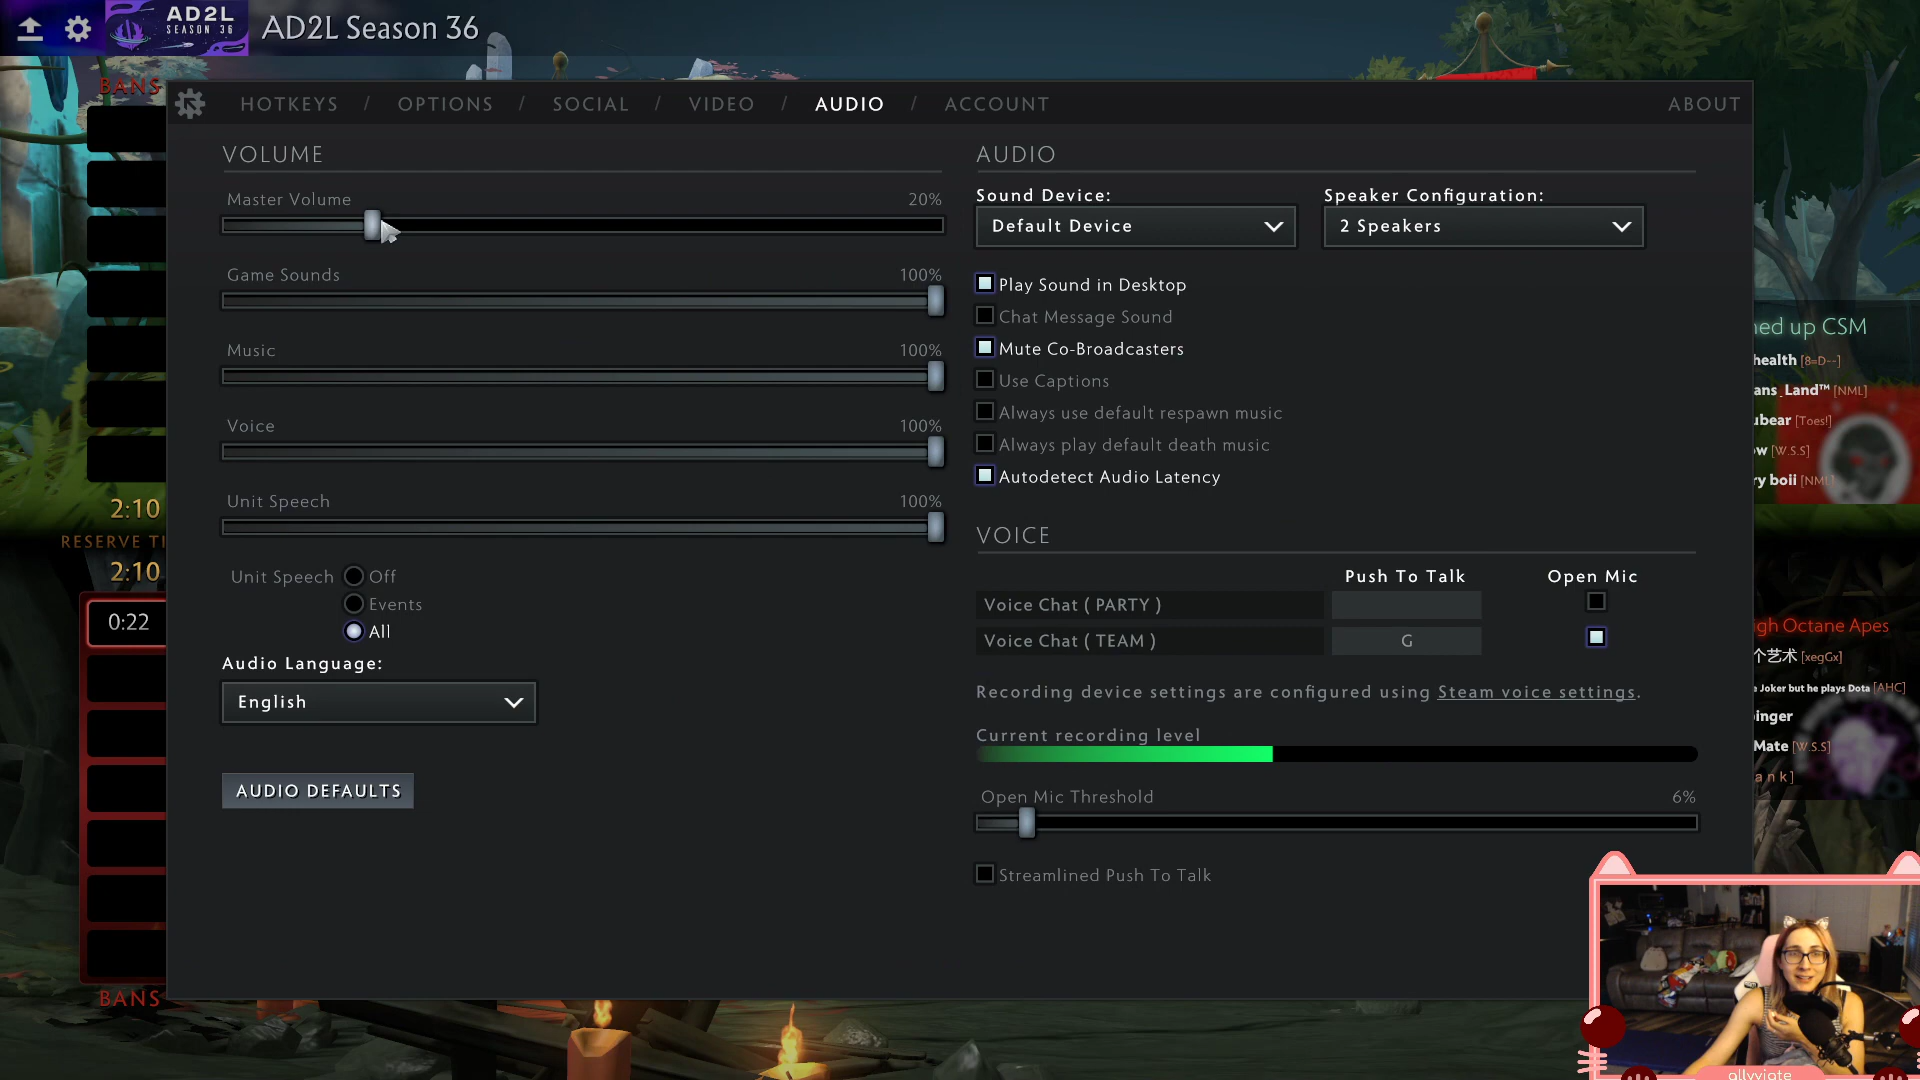 AD2L
SEASON 36
AD2L Season 36
BANS
HOTKEYS / OPTIONS / SOCIAL / VIDEO / AUDIO / ACCOUNT
ABOUT
VOLUME
Master Volume 20%
Game Sounds 100%
Music 100%
Voice 100%
Unit Speech 100%
Unit Speech Off
Events
All
Audio Language:
English
AUDIO DEFAULTS
AUDIO
Sound Device: Speaker Configuration:
Default Device 2 Speakers
Play Sound in Desktop
Chat Message Sound
Mute Co-Broadcasters
Use Captions
Always use default respawn music
Always play default death music
Autodetect Audio Latency
VOICE
Push To Talk Open Mic
Voice Chat ( PARTY )
Voice Chat ( TEAM ) G
Recording device settings are configured using Steam voice settings.
Current recording level
Open Mic Threshold 6%
Streamlined Push To Talk
2:10
RESERVE TI
2:10
0:22
BANS
ned up CSM
health [8=D--]
ans_Land™ [NML]
ubear [Toes!]
ow [W.S.S]
ry boii [NML]
gh Octane Apes
个艺术 [xegGx]
Joker but he plays Dota [AHC]
inger
Mate [W.S.S]
ank]
allyviate